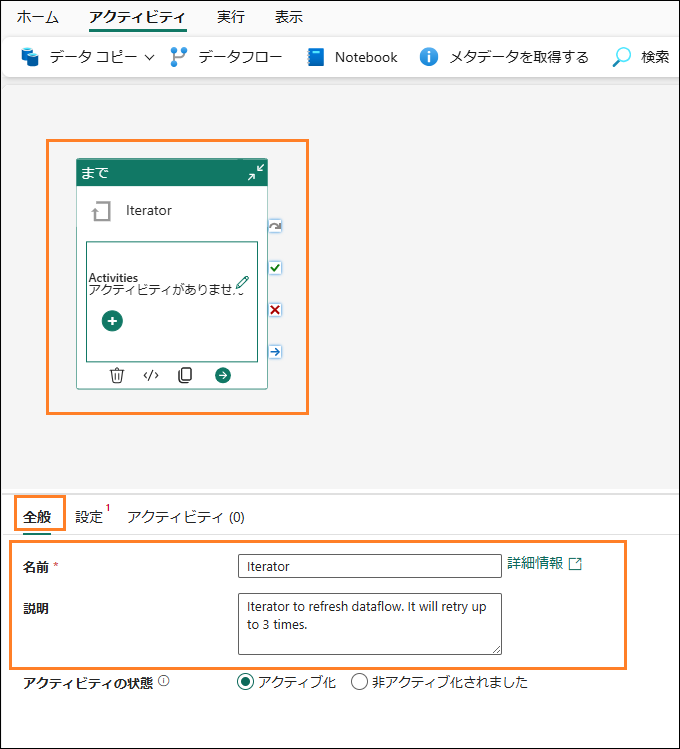 ホーム アクティビティ 実行 表示
データ コピー データフロー Notebook メタデータを取得する 検索
まで
Iterator
Activities
アクティビティがありません
全般 設定 1 アクティビティ (0)
名前 * Iterator 詳細情報
説明 Iterator to refresh dataflow. It will retry up
to 3 times.
アクティビティの状態 アクティブ化 非アクティブ化されました